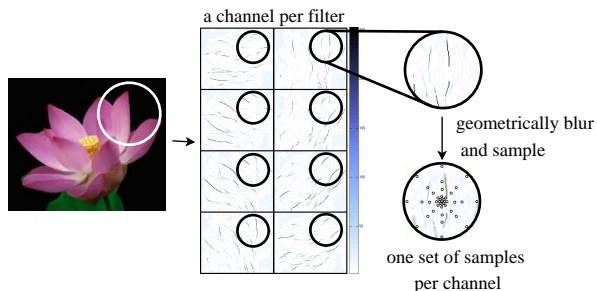 a channel per filter
geometrically blur
and sample
one set of samples
per channel